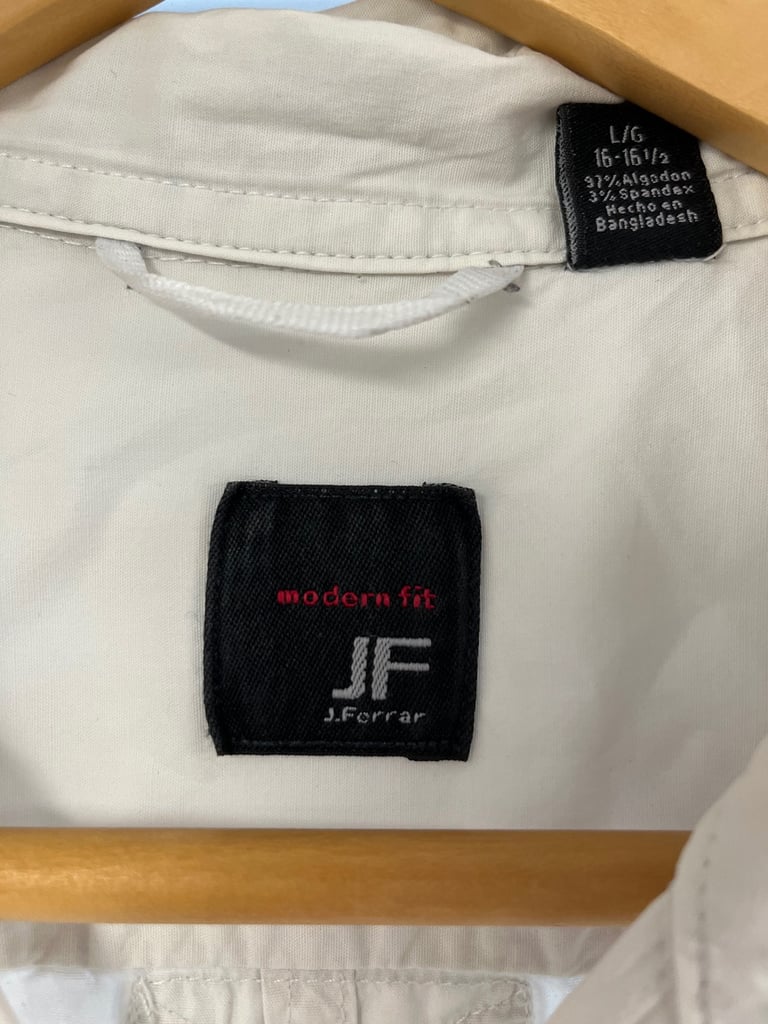 L/G
16-16 1/2
97% Algodon
3% Spandex
Hecho en
Bangladesh
modern fit
JF
J.Ferrar